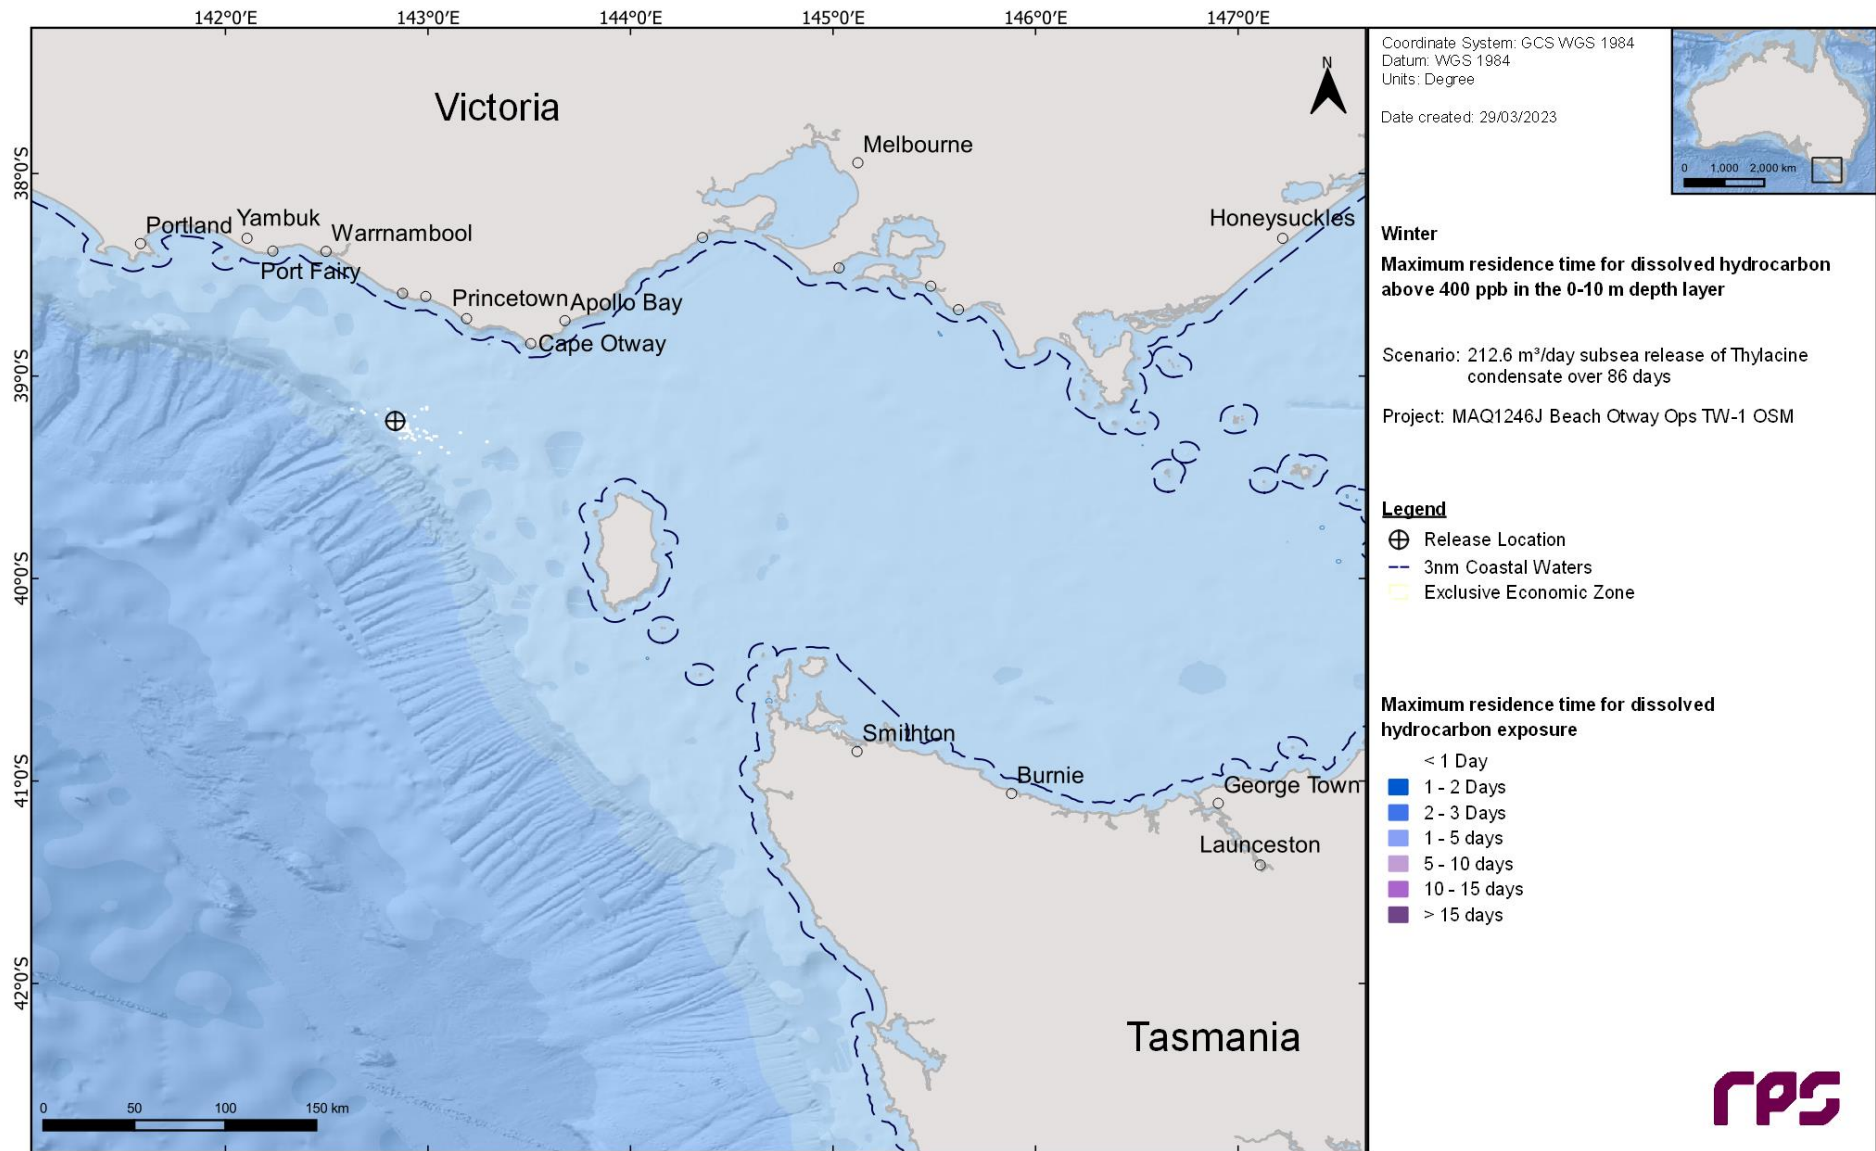 142°0'E 143°0'E 144°0'E 145°0'E 146°0'E 147°0'E
38°0'S
39°0'S
40°0'S
41°0'S
42°0'S
Victoria
N
Melbourne
Portland
Yambuk
Warrnambool
Port Fairy
Princetown
Apollo Bay
Cape Otway
Honeysuckles
Smithton
Burnie
George Town
Launceston
Tasmania
0 50 100 150 km
Coordinate System: GCS WGS 1984
Datum: WGS 1984
Units: Degree
Date created: 29/03/2023
0 1,000 2,000 km
Winter
Maximum residence time for dissolved hydrocarbon
above 400 ppb in the 0-10 m depth layer
Scenario: 212.6 m³/day subsea release of Thylacine
condensate over 86 days
Project: MAQ1246J Beach Otway Ops TW-1 OSM
Legend
Release Location
3nm Coastal Waters
Exclusive Economic Zone
Maximum residence time for dissolved
hydrocarbon exposure
< 1 Day
1 - 2 Days
2 - 3 Days
1 - 5 days
5 - 10 days
10 - 15 days
> 15 days
rps